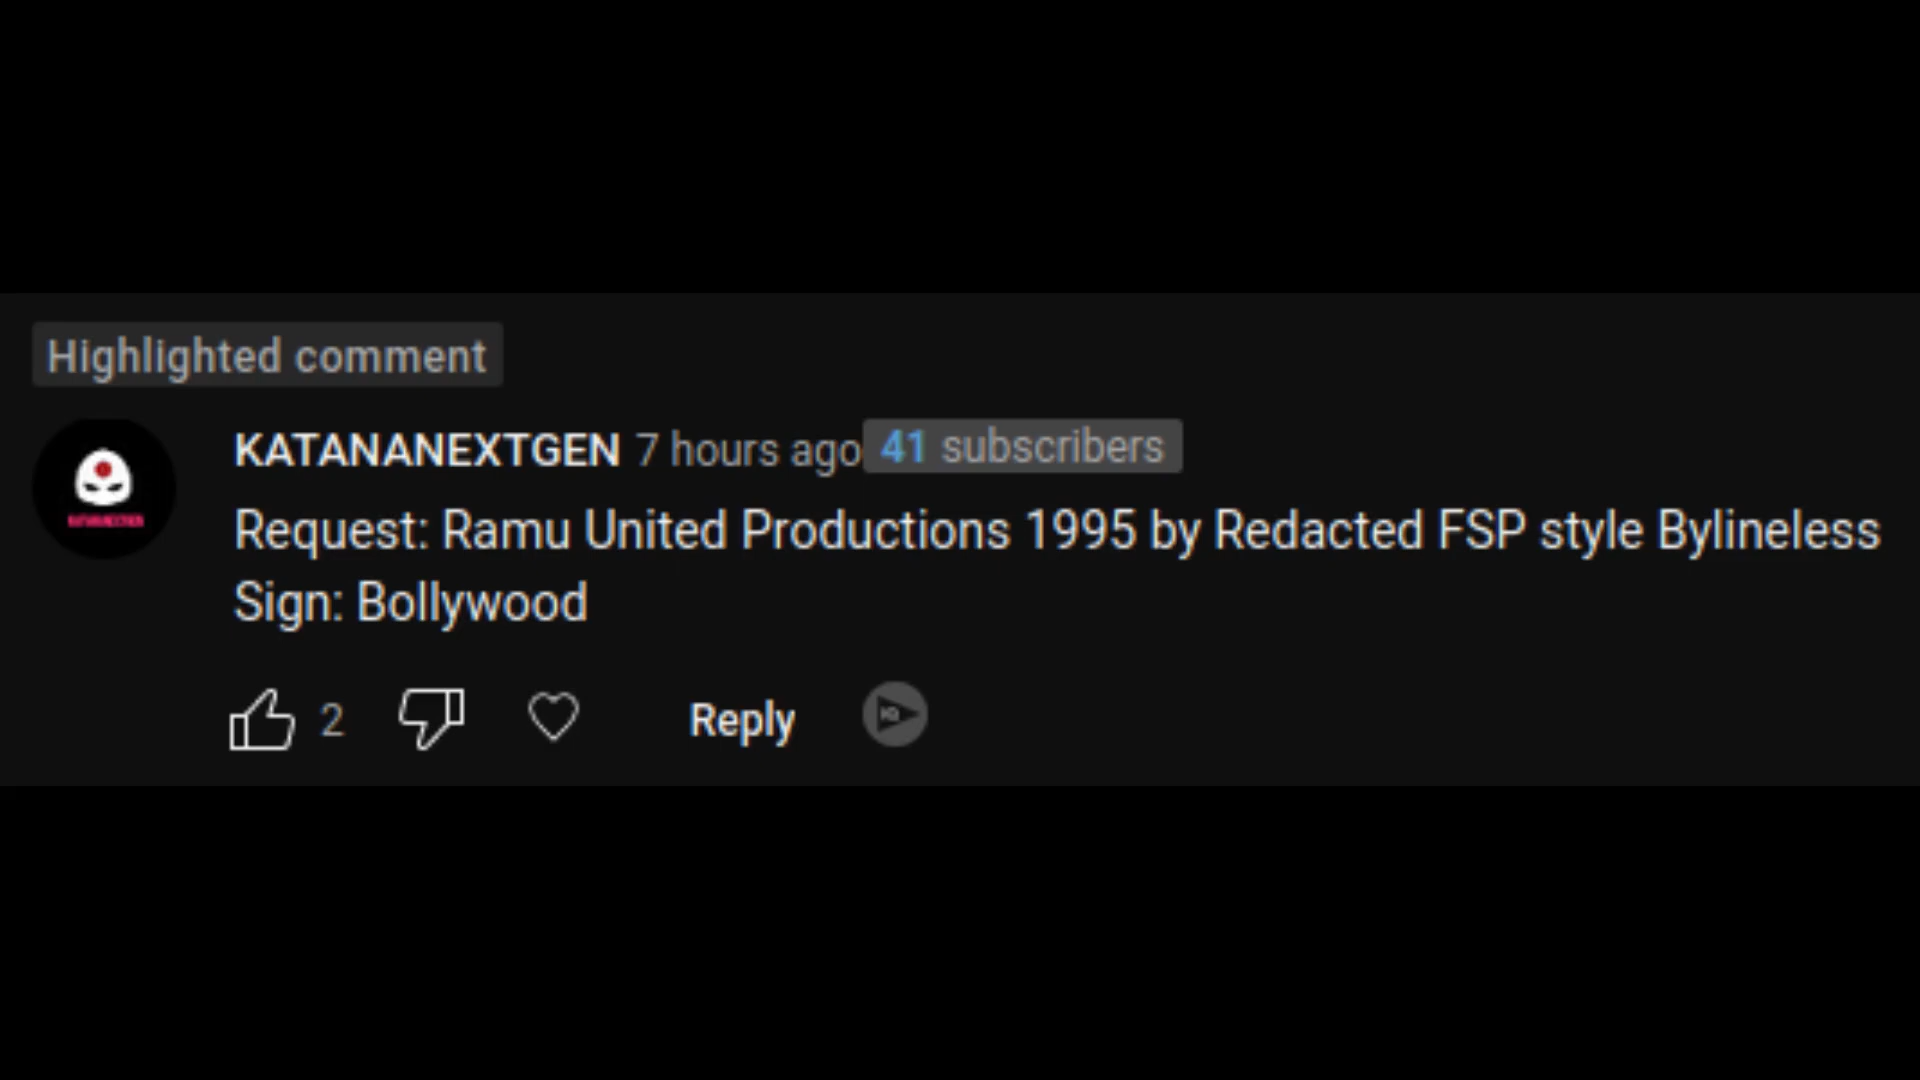 Highlighted comment
KATANANEXTGEN 7 hours ago 41 subscribers
Request: Ramu United Productions 1995 by Redacted FSP style Bylineless
Sign: Bollywood
2 Reply